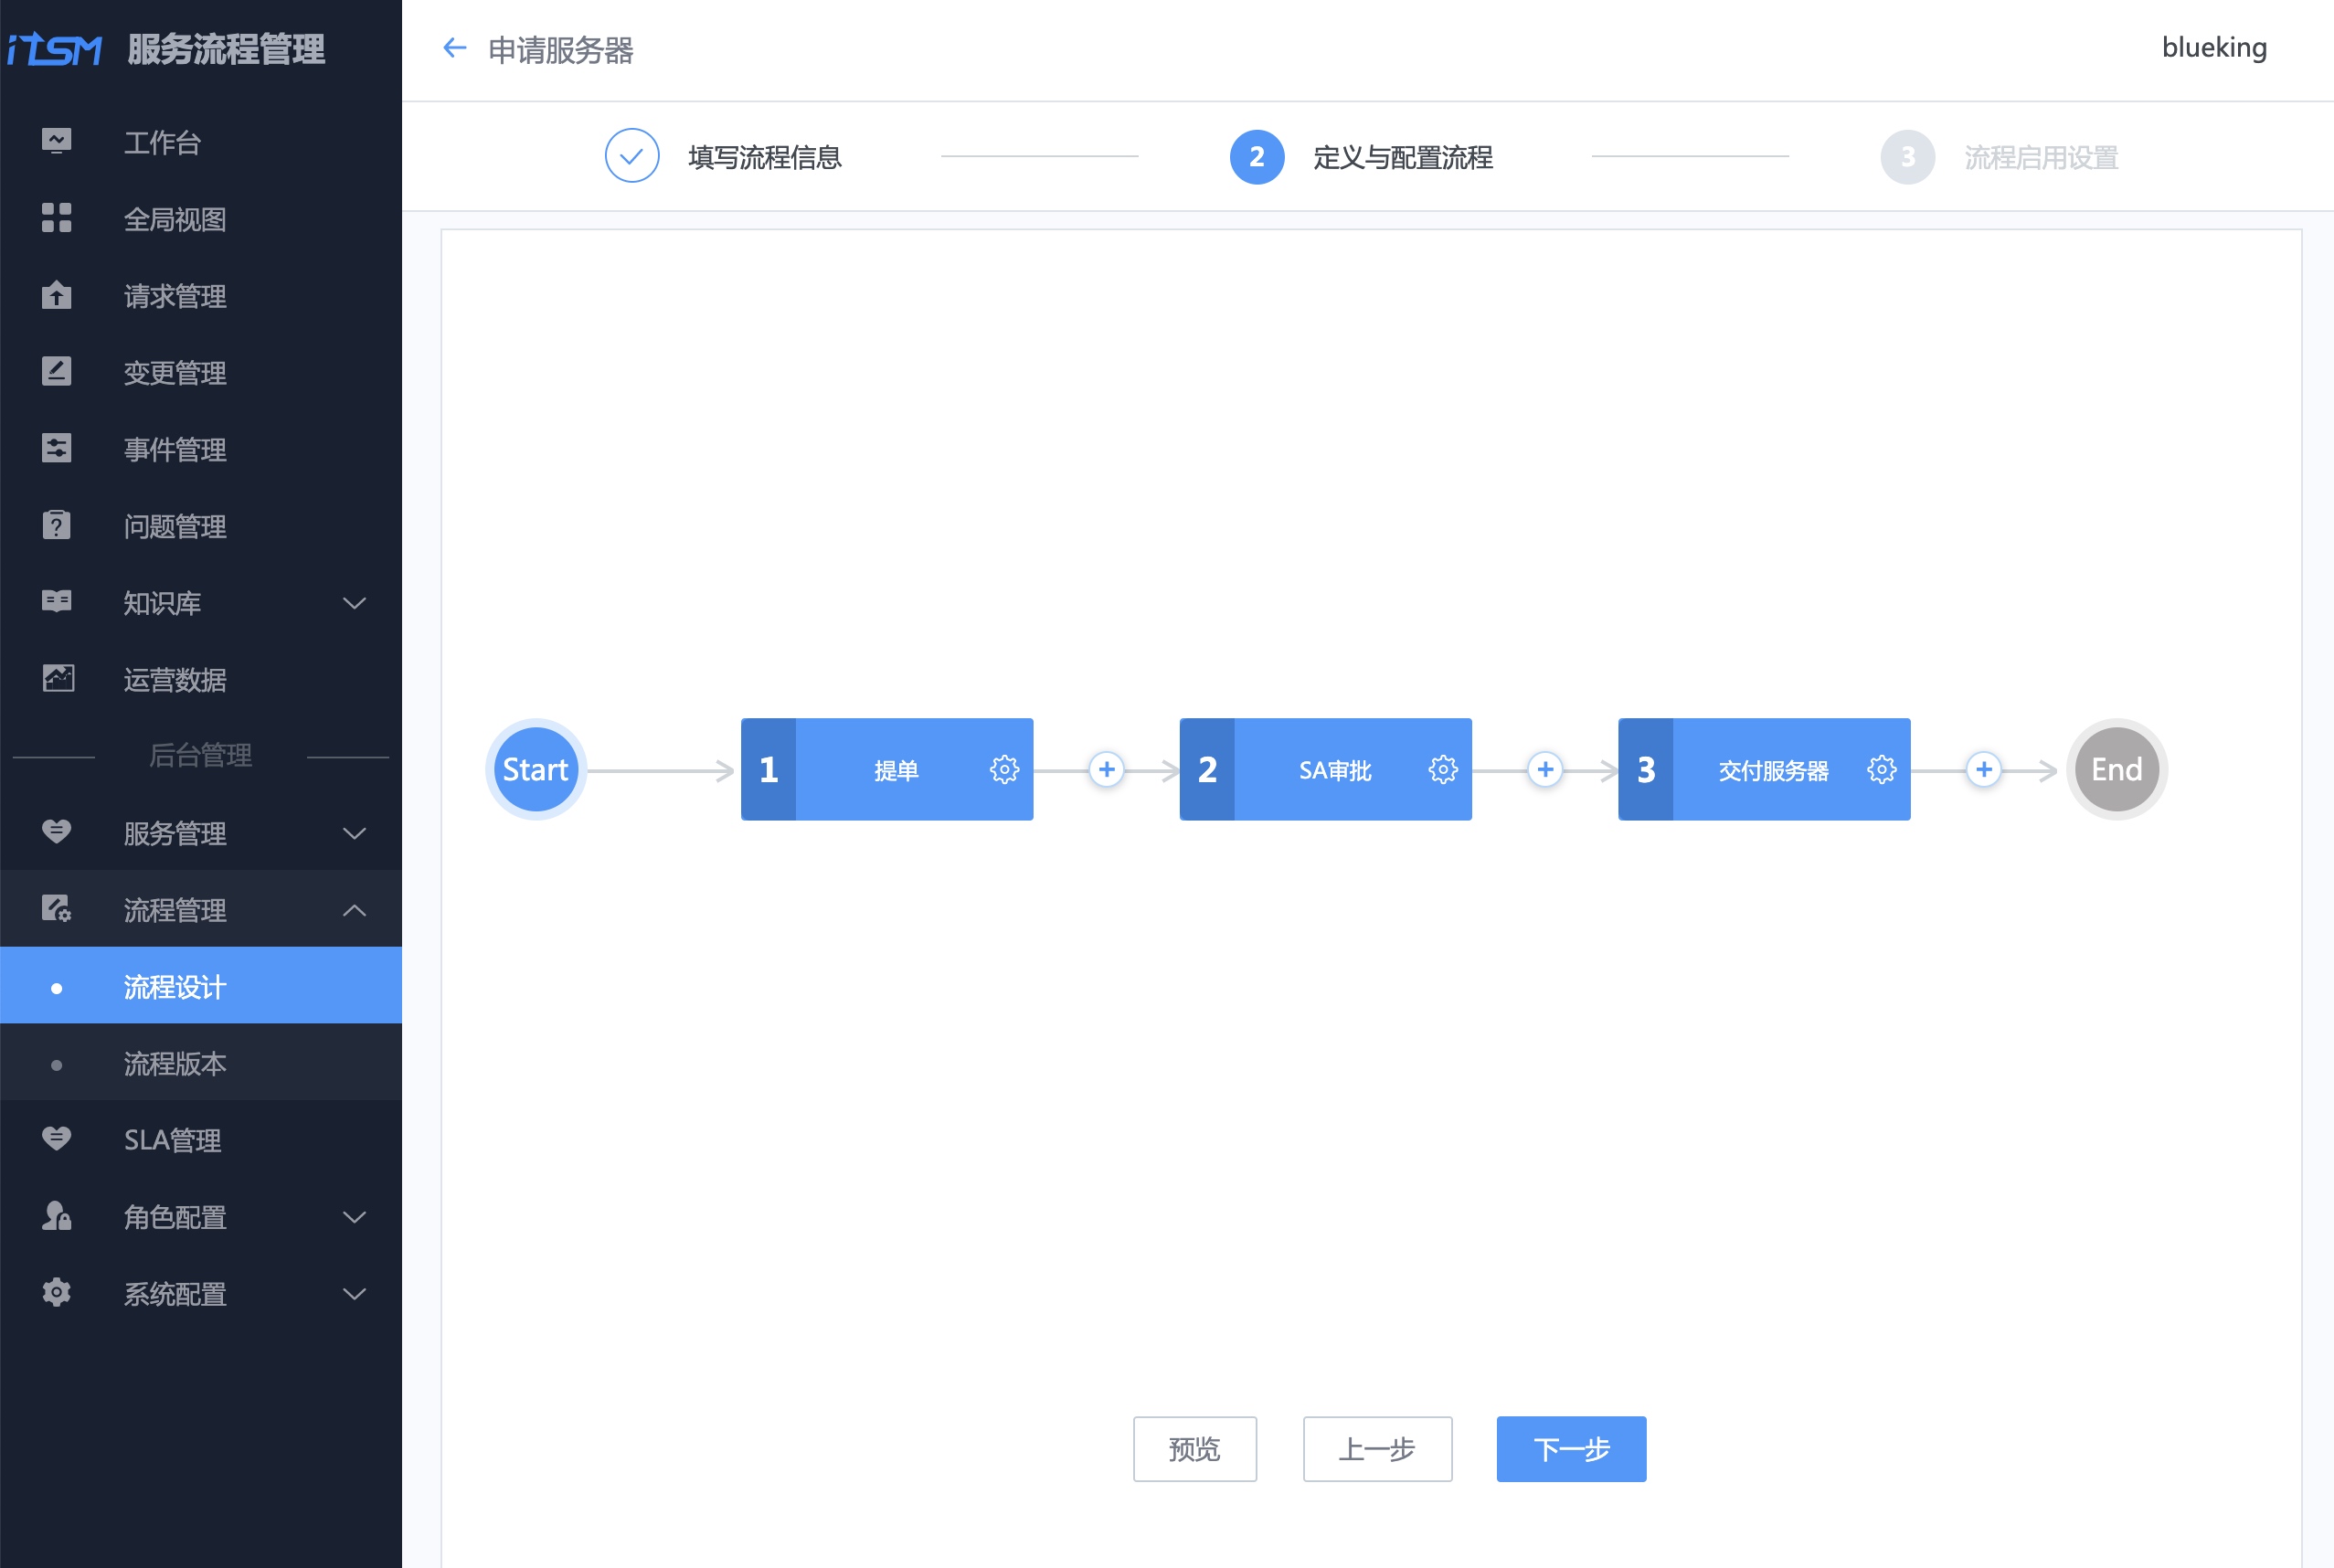 iTSM 服务流程管理
工作台
全局视图
请求管理
变更管理
事件管理
问题管理
知识库
运营数据
后台管理
服务管理
流程管理
流程设计
流程版本
SLA管理
角色配置
系统配置
申请服务器
blueking
填写流程信息
2 定义与配置流程
3 流程启用设置
Start
1 提单
2 SA审批
3 交付服务器
End
预览
上一步
下一步